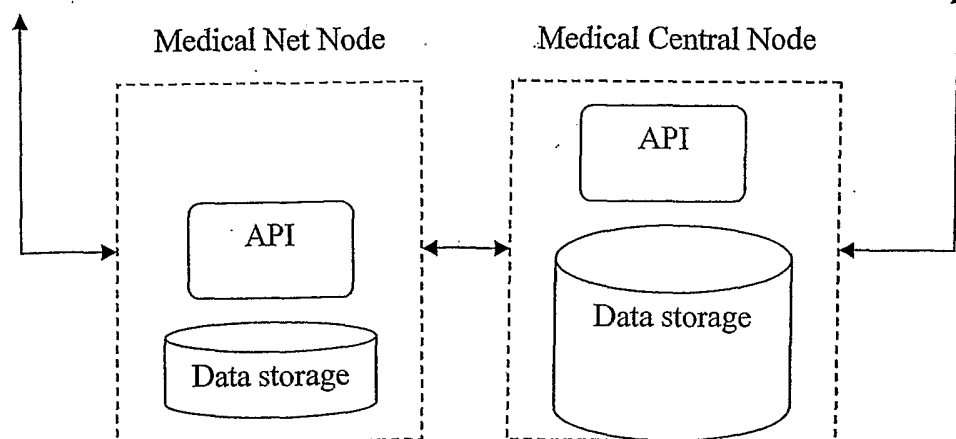 Medical Net Node
Medical Central Node
API
API
Data storage
Data storage